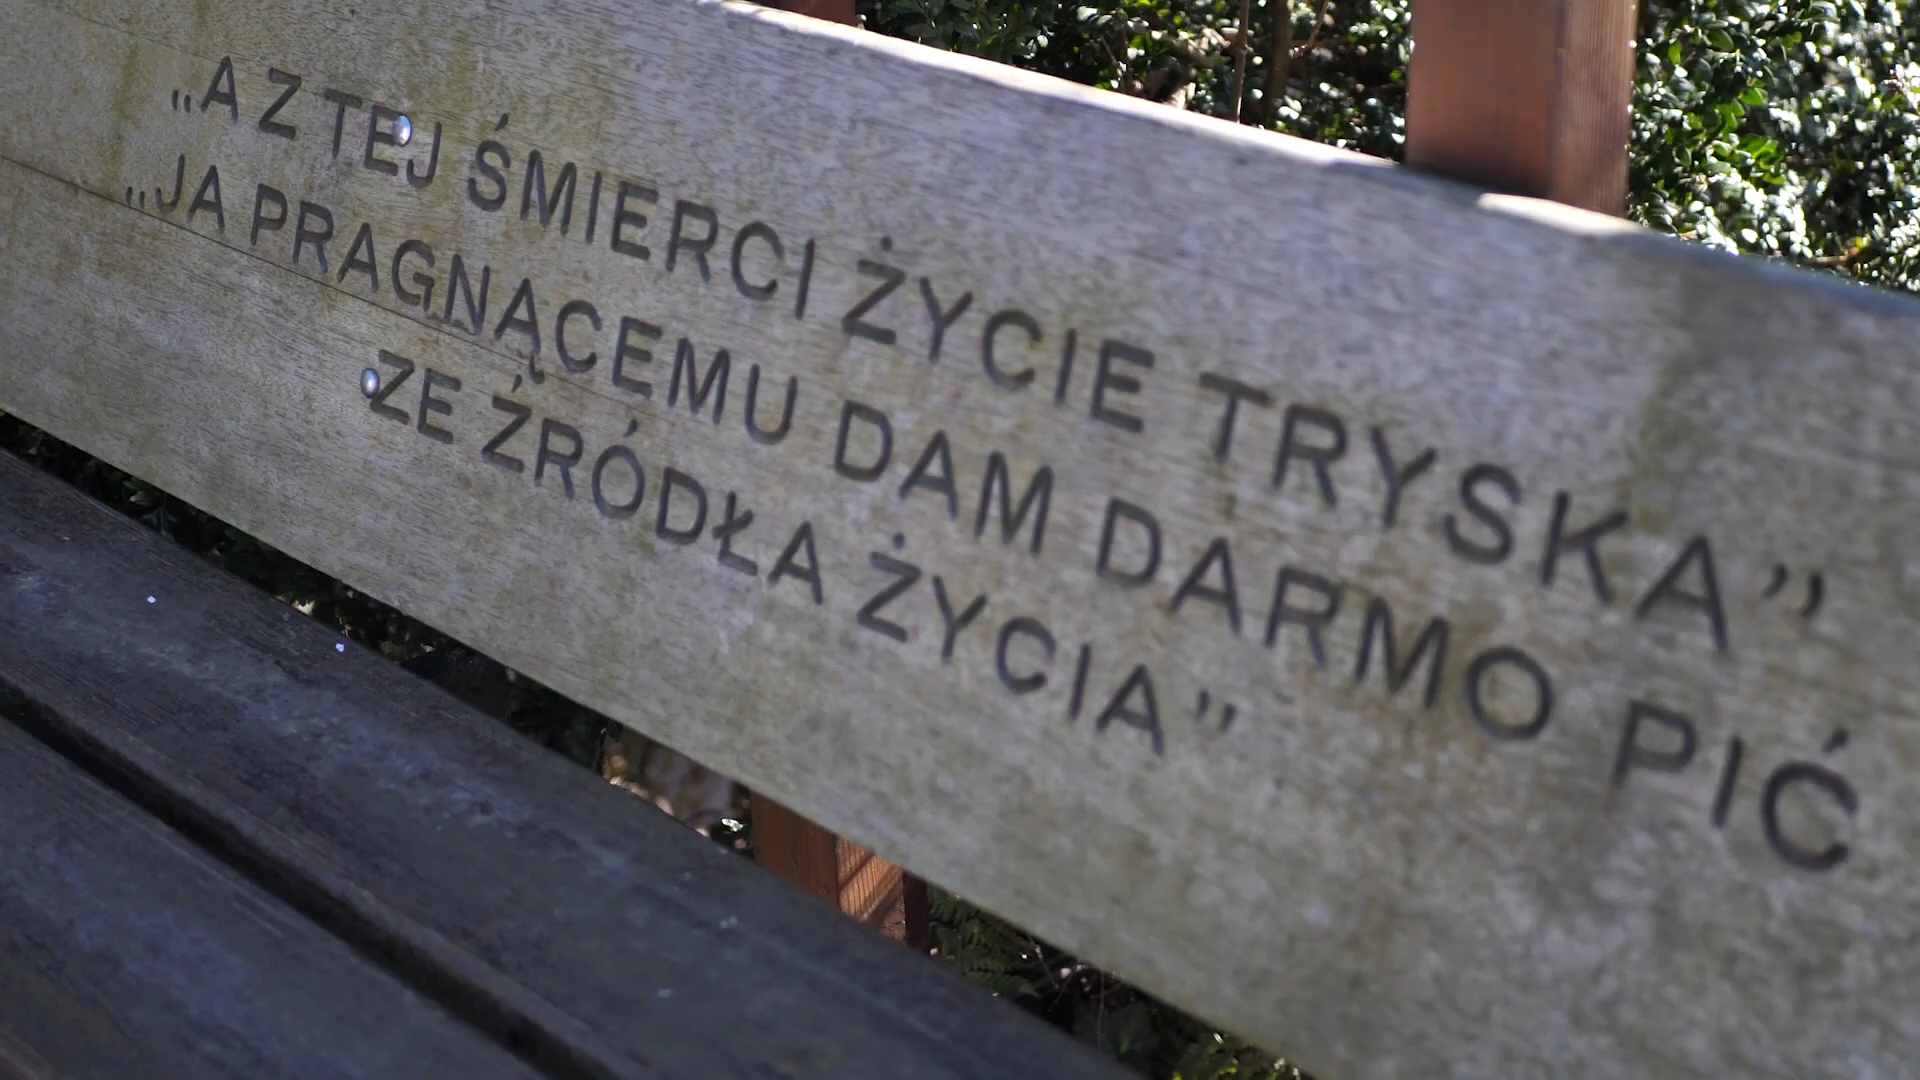 „A Z TEJ ŚMIERCI ŻYCIE TRYSKA”
„JA PRAGNĄCEMU DAM DARMO PIĆ
ZE ŹRÓDŁA ŻYCIA”